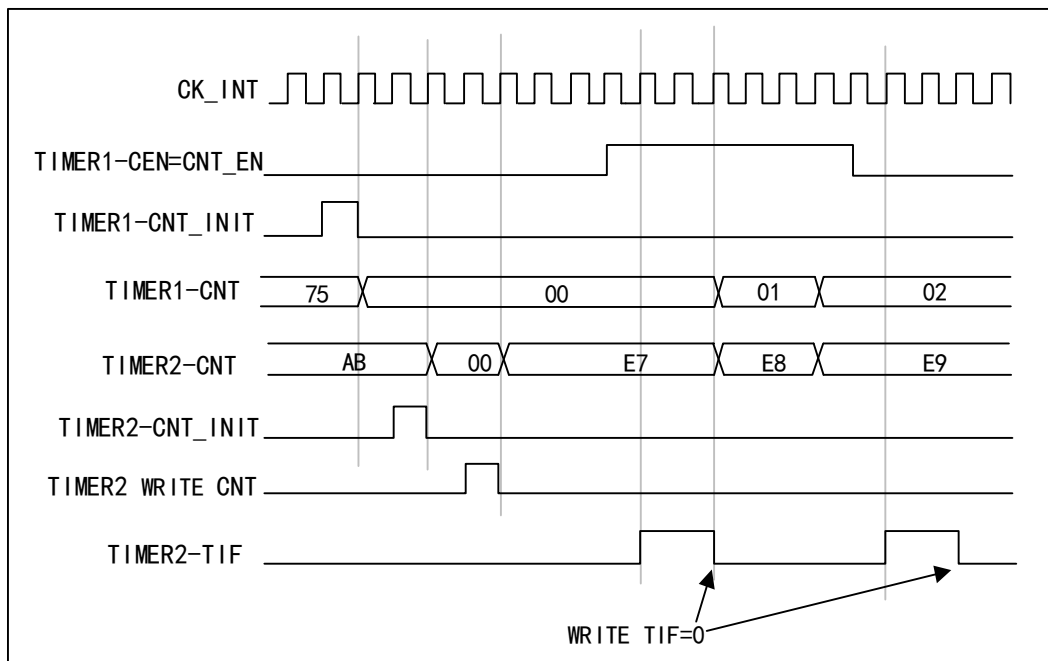 CK_INT
TIMER1-CEN=CNT_EN
TIMER1-CNT_INIT
TIMER1-CNT 75 00 01 02
TIMER2-CNT AB 00 E7 E8 E9
TIMER2-CNT_INIT
TIMER2 WRITE CNT
TIMER2-TIF
WRITE TIF=0